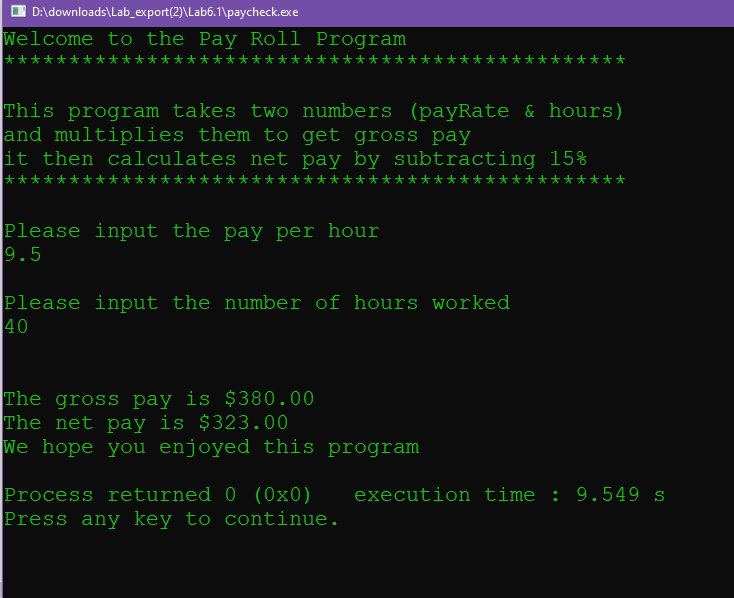 D:\downloads\Lab_export(2)\Lab6.1\paycheck.exe
Welcome to the Pay Roll Program
************************************************
This program takes two numbers (payRate & hours)
and multiplies them to get gross pay
it then calculates net pay by subtracting 15%
************************************************
Please input the pay per hour
9.5
Please input the number of hours worked
40
The gross pay is $380.00
The net pay is $323.00
We hope you enjoyed this program
Process returned 0 (0x0)   execution time : 9.549 s
Press any key to continue.